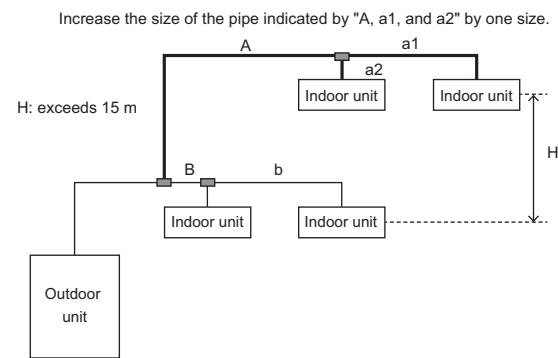 Increase the size of the pipe indicated by "A, a1, and a2" by one size.
A
a1
a2
Indoor unit
Indoor unit
H: exceeds 15 m
H
B
b
Indoor unit
Indoor unit
Outdoor
unit